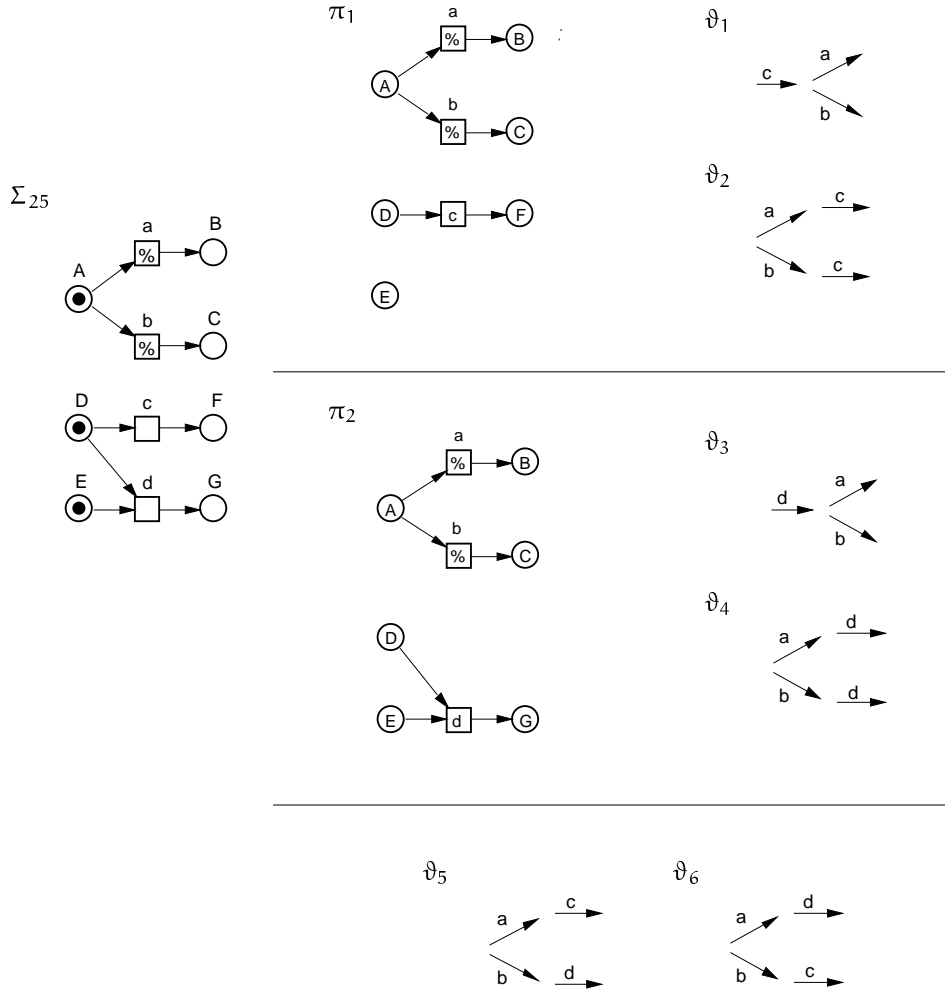 π₁
a
% B
A
b
% C
D c F
E
ϑ₁
c a
b
ϑ₂
a c
b c
Σ₂₅
a B
A %
b C
%
D c F
E d G
π₂
a
% B
A
b
% C
D
E d G
ϑ₃
d a
b
ϑ₄
a d
b d
ϑ₅
a c
b d
ϑ₆
a d
b c